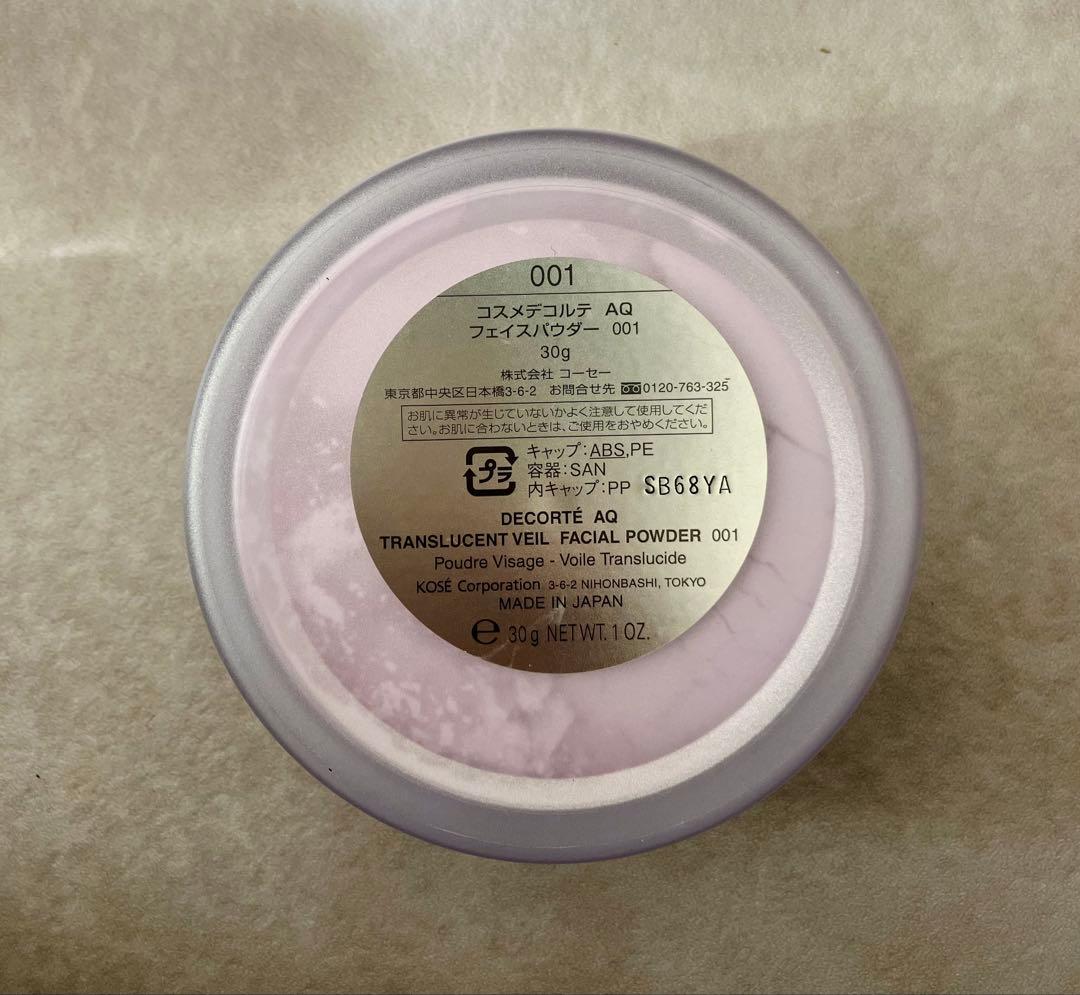 001
コスメデコルテ AQ
フェイスパウダー 001
30g
株式会社 コーセー
東京都中央区日本橋3-6-2 お問合せ先 0120-763-325
お肌に異常が生じていないかよく注意して使用してくだ
さい。お肌に合わないときは、ご使用をおやめください。
プラ
キャップ:ABS,PE
容器:SAN
内キャップ:PP SB68YA
DECORTÉ AQ
TRANSLUCENT VEIL FACIAL POWDER 001
Poudre Visage - Voile Translucide
KOSÉ Corporation 3-6-2 NIHONBASHI, TOKYO
MADE IN JAPAN
℮ 30g NET WT. 1 OZ.